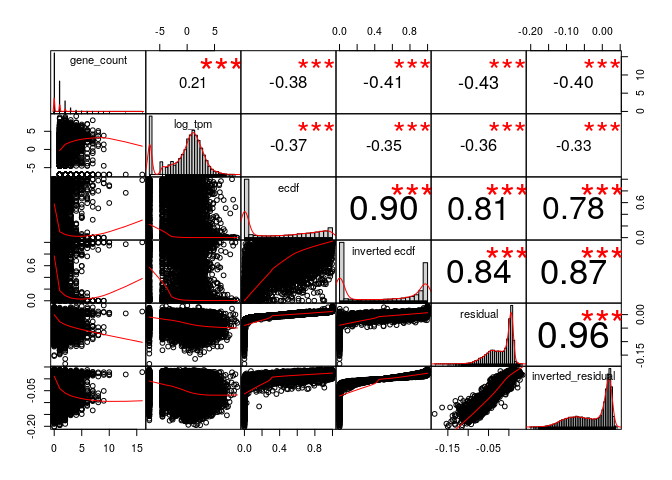 -5 0 5 0.0 0.4 0.8 -0.20 -0.10 0.00
gene_count *** 0.21 *** -0.38 *** -0.41 *** -0.43 *** -0.40 0 5 10 15
-5 0 5 log_tpm *** -0.37 *** -0.35 *** -0.36 *** -0.33
ecdf *** 0.90 *** 0.81 *** 0.78 0.0 0.6
0.0 0.6 inverted ecdf *** 0.84 *** 0.87
residual *** 0.96 -0.15 0.00
-0.20 -0.05 inverted_residual
0 5 10 15 0.0 0.4 0.8 -0.15 -0.05